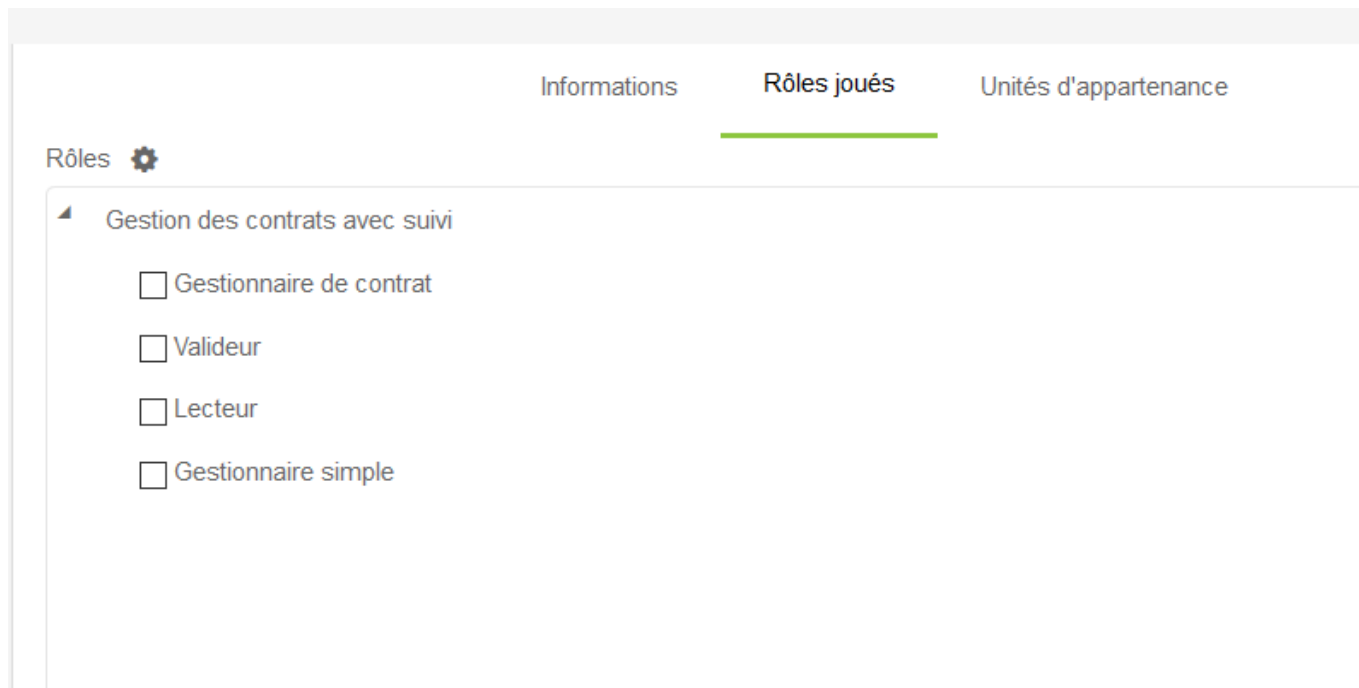 Informations Rôles joués Unités d'appartenance
Rôles
Gestion des contrats avec suivi
Gestionnaire de contrat
Valideur
Lecteur
Gestionnaire simple